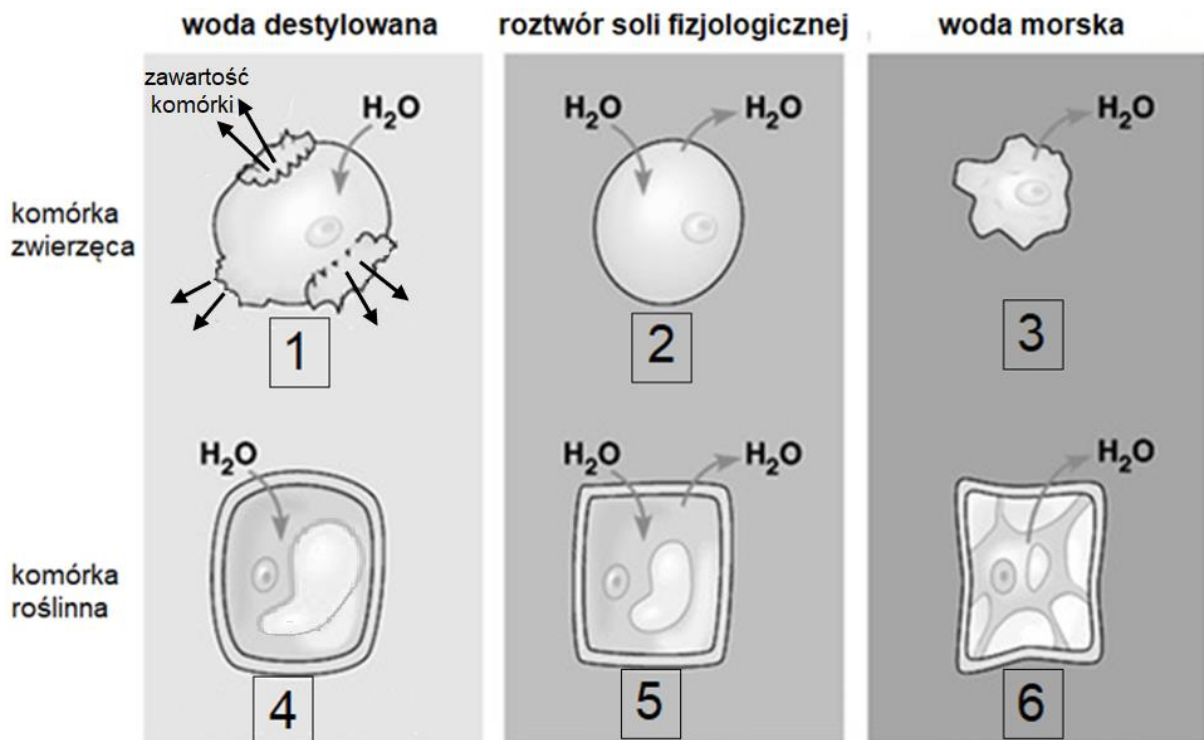 woda destylowana
roztwór soli fizjologicznej
woda morska
zawartość
komórki
H₂O
H₂O
H₂O
H₂O
komórka
zwierzęca
1
2
3
H₂O
H₂O
H₂O
H₂O
komórka
roślinna
4
5
6